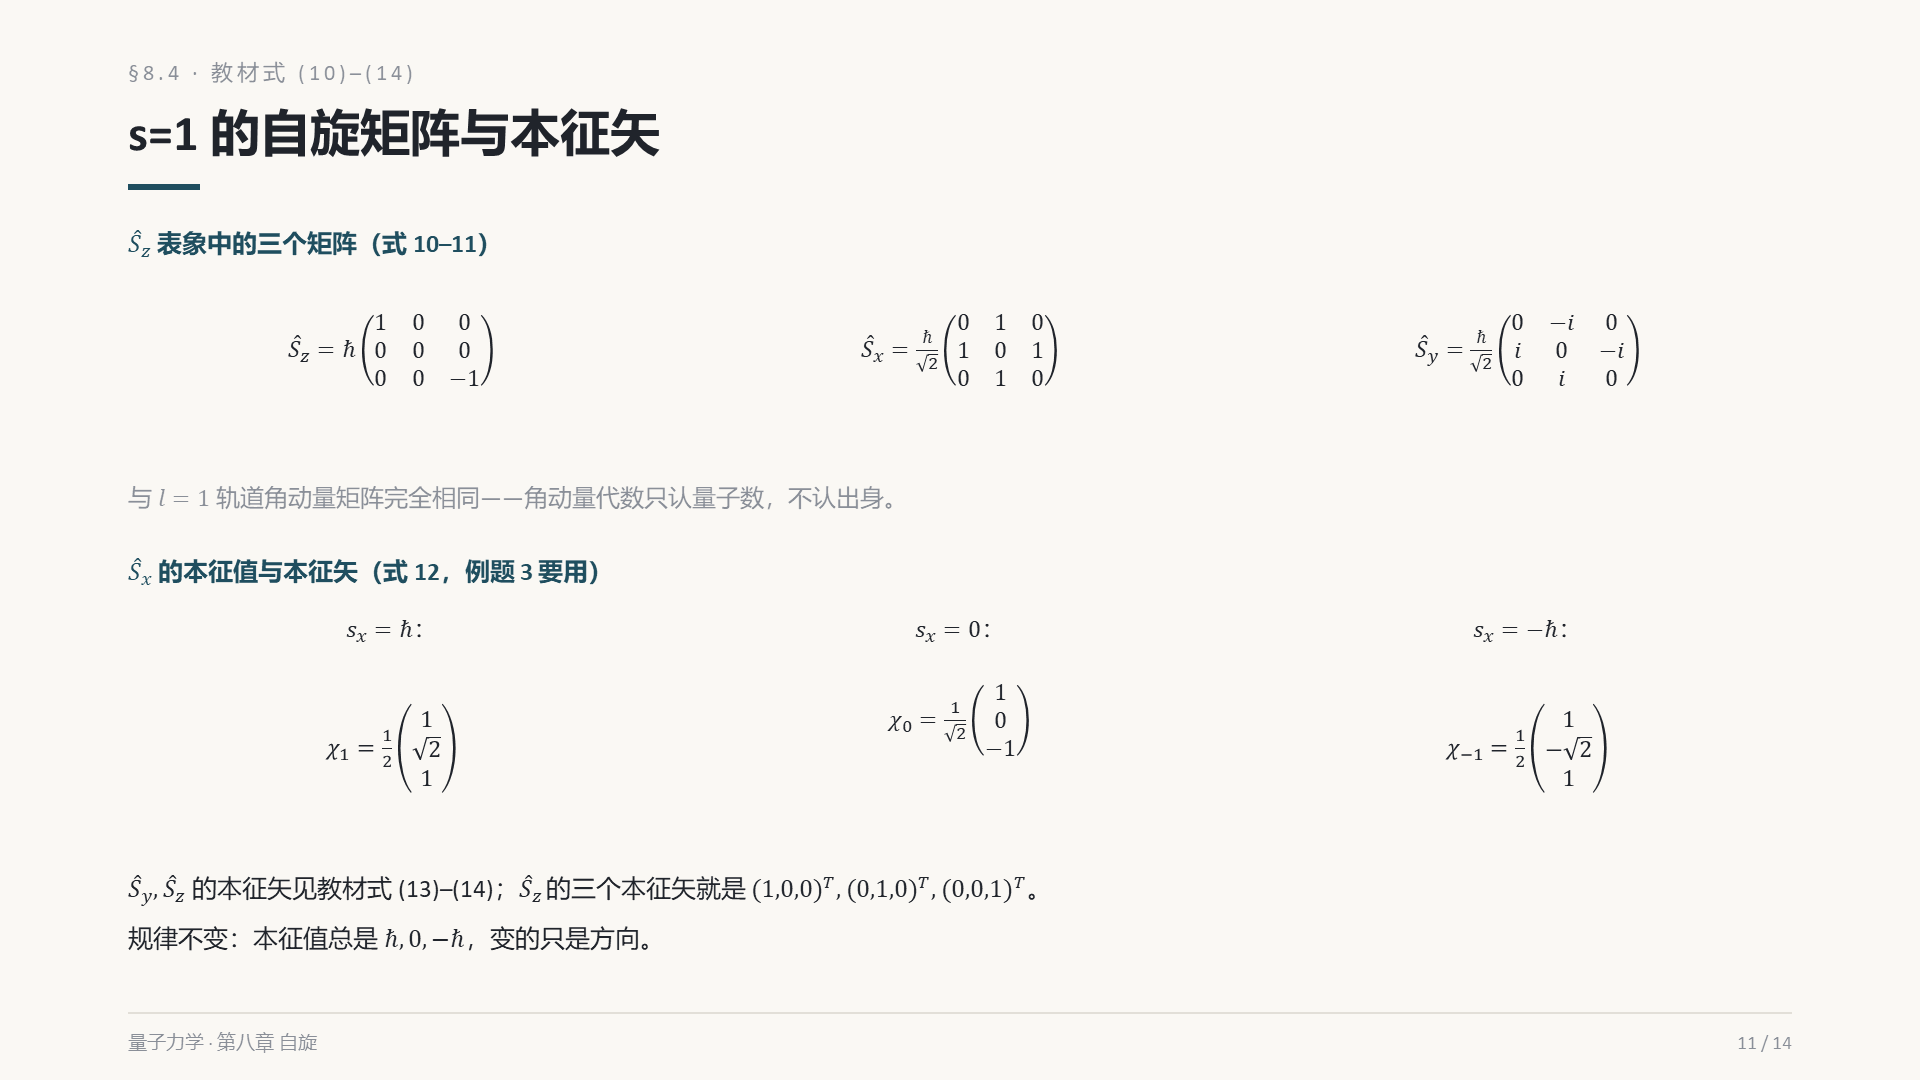 §8.4 · 教材式 (10)–(14)
s=1 的自旋矩阵与本征矢
Ŝ_z 表象中的三个矩阵（式 10–11）
Ŝ_z = ℏ (1 0 0; 0 0 0; 0 0 −1) Ŝ_x = ℏ/√2 (0 1 0; 1 0 1; 0 1 0) Ŝ_y = ℏ/√2 (0 −i 0; i 0 −i; 0 i 0)
与 l = 1 轨道角动量矩阵完全相同——角动量代数只认量子数，不认出身。
Ŝ_x 的本征值与本征矢（式 12，例题 3 要用）
s_x = ℏ： s_x = 0： s_x = −ℏ：
χ_1 = 1/2 (1; √2; 1) χ_0 = 1/√2 (1; 0; −1) χ_−1 = 1/2 (1; −√2; 1)
Ŝ_y, Ŝ_z 的本征矢见教材式 (13)–(14)；Ŝ_z 的三个本征矢就是 (1,0,0)^T, (0,1,0)^T, (0,0,1)^T。
规律不变：本征值总是 ℏ, 0, −ℏ，变的只是方向。
量子力学 · 第八章 自旋
11 / 14